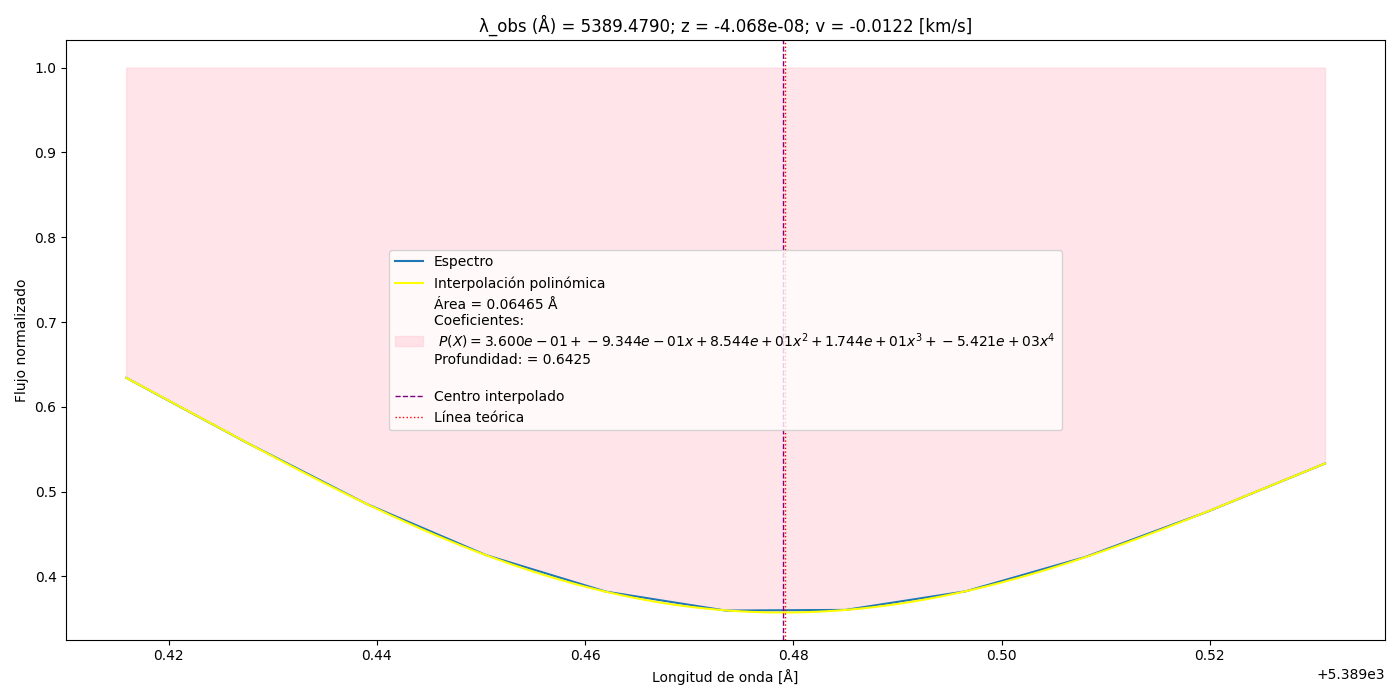 λ_obs (Å) = 5389.4790; z = -4.068e-08; v = -0.0122 [km/s]
Flujo normalizado
1.0
0.9
0.8
0.7
0.6
0.5
0.4
Espectro
Interpolación polinómica
Área = 0.06465 Å
Coeficientes:
P(X) = 3.600e − 01 + −9.344e − 01x + 8.544e + 01x² + 1.744e + 01x³ + −5.421e + 03x⁴
Profundidad: = 0.6425
Centro interpolado
Línea teórica
0.42 0.44 0.46 0.48 0.50 0.52
+5.389e3
Longitud de onda [Å]